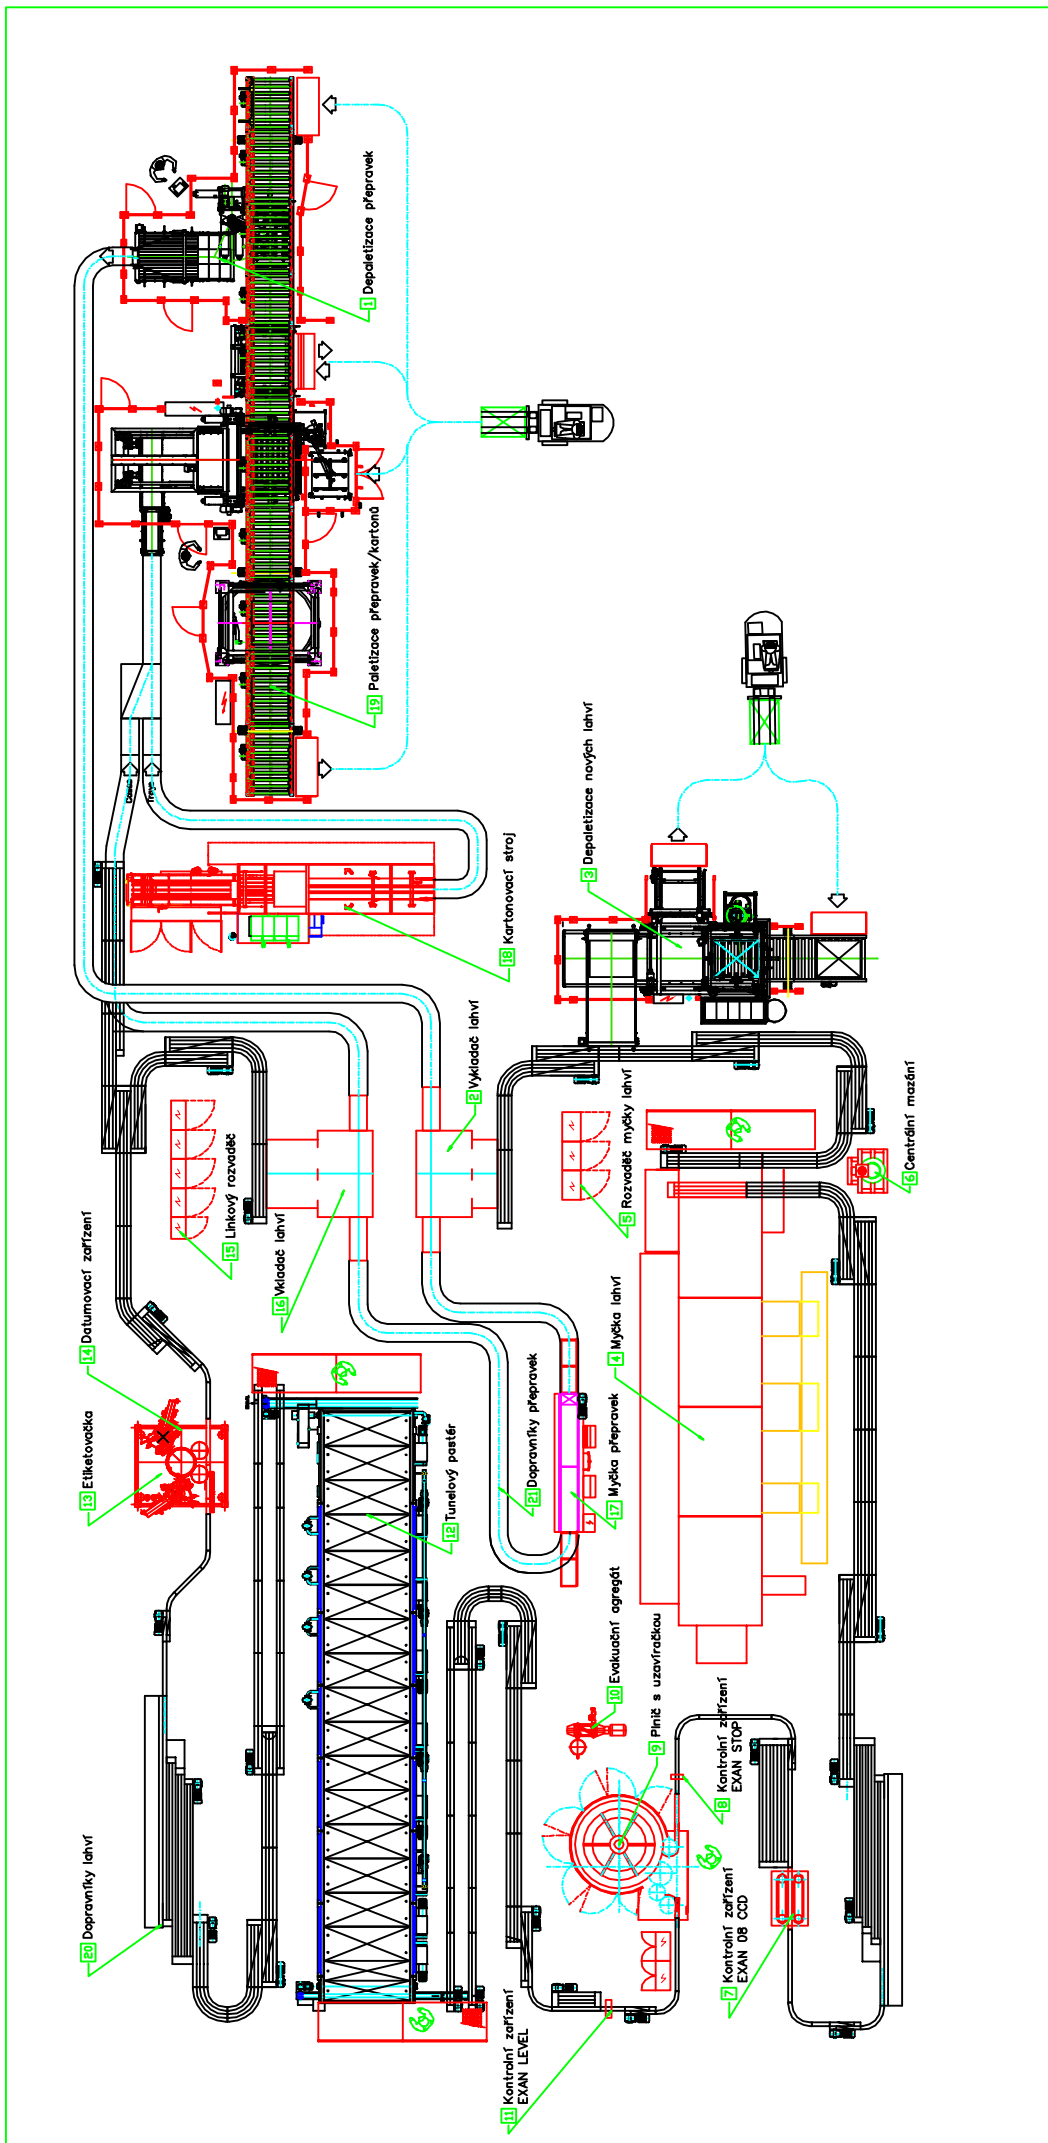 1 Depaletizace přepravek
19 Paletizace přepravek/kartonů
3 Depaletizace nových lahví
18 Kartonovací stroj
2 Vykladač lahví
5 Rozvaděč myčky lahví
6 Centrální mazání
15 Linkový rozvaděč
16 Vkladač lahví
14 Datumovací zařízení
4 Myčka lahví
21 Dopravníky přepravek
17 Myčka přepravek
13 Etiketovačka
12 Tunelový pastér
10 Evakuační agregát
9 Plnič s uzavíračkou
8 Kontrolní zařízení
EXAN STOP
20 Dopravníky lahví
7 Kontrolní zařízení
EXAN 08 CCD
11 Kontrolní zařízení
EXAN LEVEL